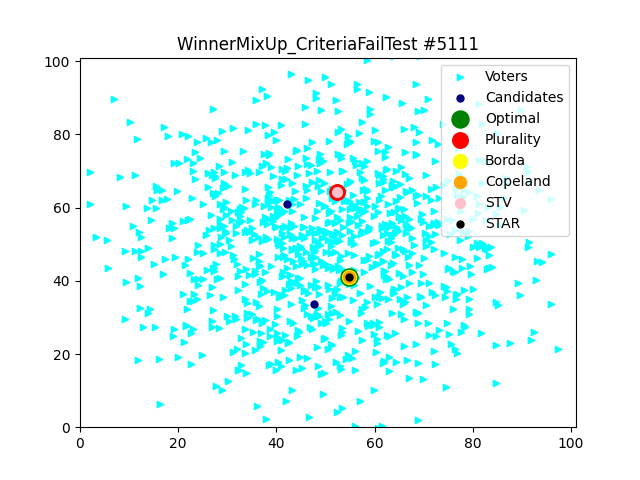 WinnerMixUp_CriteriaFailTest #5111
100
80
60
40
20
0
0 20 40 60 80 100
Voters
Candidates
Optimal
Plurality
Borda
Copeland
STV
STAR